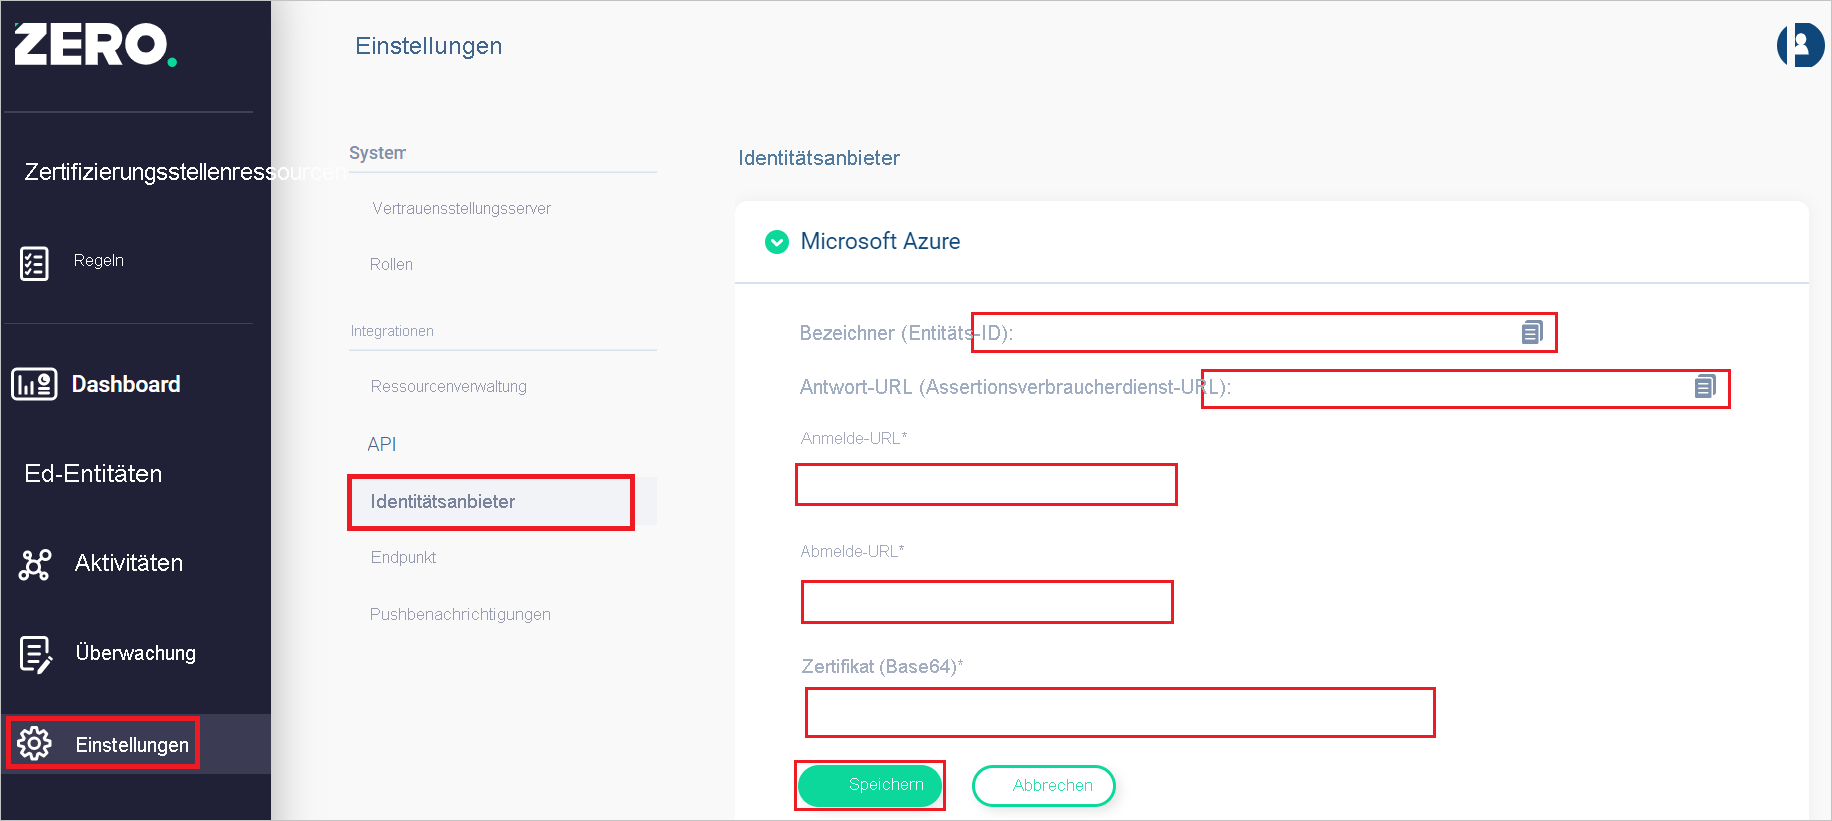 ZERO.
Zertifizierungsstellenressourcen
Regeln
Dashboard
Ed-Entitäten
Aktivitäten
Überwachung
Einstellungen
Einstellungen
System
Vertrauensstellungsserver
Rollen
Integrationen
Ressourcenverwaltung
API
Identitätsanbieter
Endpunkt
Pushbenachrichtigungen
Identitätsanbieter
Microsoft Azure
Bezeichner (Entitäts-ID):
Antwort-URL (Assertionsverbraucherdienst-URL):
Anmelde-URL*
Abmelde-URL*
Zertifikat (Base64)*
Speichern
Abbrechen